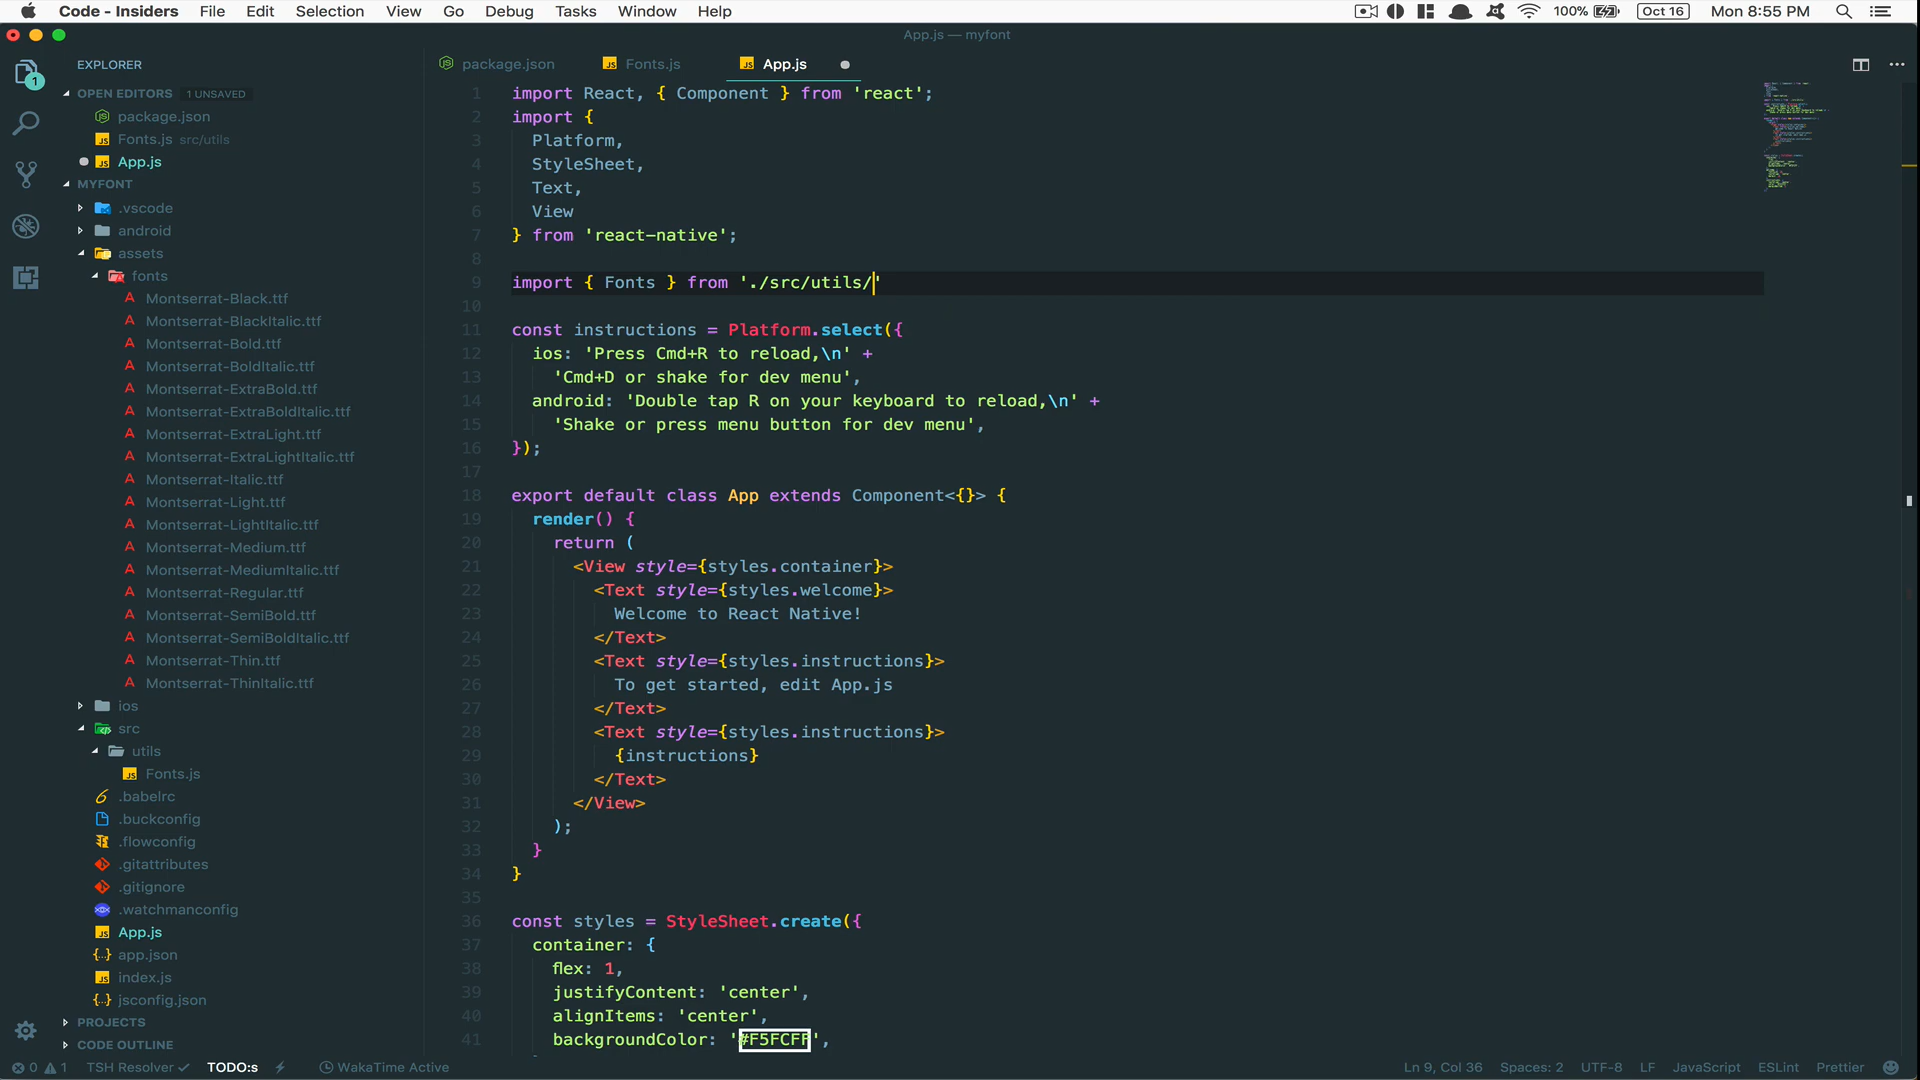 Code - Insiders File Edit Selection View Go Debug Tasks Window Help 100% Oct 16 Mon 8:55 PM
App.js — myfont
EXPLORER
OPEN EDITORS 1 UNSAVED
package.json
Fonts.js src/utils
App.js
MYFONT
.vscode
android
assets
fonts
Montserrat-Black.ttf
Montserrat-BlackItalic.ttf
Montserrat-Bold.ttf
Montserrat-BoldItalic.ttf
Montserrat-ExtraBold.ttf
Montserrat-ExtraBoldItalic.ttf
Montserrat-ExtraLight.ttf
Montserrat-ExtraLightItalic.ttf
Montserrat-Italic.ttf
Montserrat-Light.ttf
Montserrat-LightItalic.ttf
Montserrat-Medium.ttf
Montserrat-MediumItalic.ttf
Montserrat-Regular.ttf
Montserrat-SemiBold.ttf
Montserrat-SemiBoldItalic.ttf
Montserrat-Thin.ttf
Montserrat-ThinItalic.ttf
ios
src
utils
Fonts.js
.babelrc
.buckconfig
.flowconfig
.gitattributes
.gitignore
.watchmanconfig
App.js
app.json
index.js
jsconfig.json
PROJECTS
CODE OUTLINE
package.json Fonts.js App.js
1 import React, { Component } from 'react';
2 import {
3 Platform,
4 StyleSheet,
5 Text,
6 View
7 } from 'react-native';
8
9 import { Fonts } from './src/utils/'
10
11 const instructions = Platform.select({
12 ios: 'Press Cmd+R to reload,\n' +
13 'Cmd+D or shake for dev menu',
14 android: 'Double tap R on your keyboard to reload,\n' +
15 'Shake or press menu button for dev menu',
16 });
17
18 export default class App extends Component<{}> {
19 render() {
20 return (
21 <View style={styles.container}>
22 <Text style={styles.welcome}>
23 Welcome to React Native!
24 </Text>
25 <Text style={styles.instructions}>
26 To get started, edit App.js
27 </Text>
28 <Text style={styles.instructions}>
29 {instructions}
30 </Text>
31 </View>
32 );
33 }
34 }
35
36 const styles = StyleSheet.create({
37 container: {
38 flex: 1,
39 justifyContent: 'center',
40 alignItems: 'center',
41 backgroundColor: '#F5FCFF',
0 1 TSH Resolver TODO:s WakaTime Active Ln 9, Col 36 Spaces: 2 UTF-8 LF JavaScript ESLint Prettier